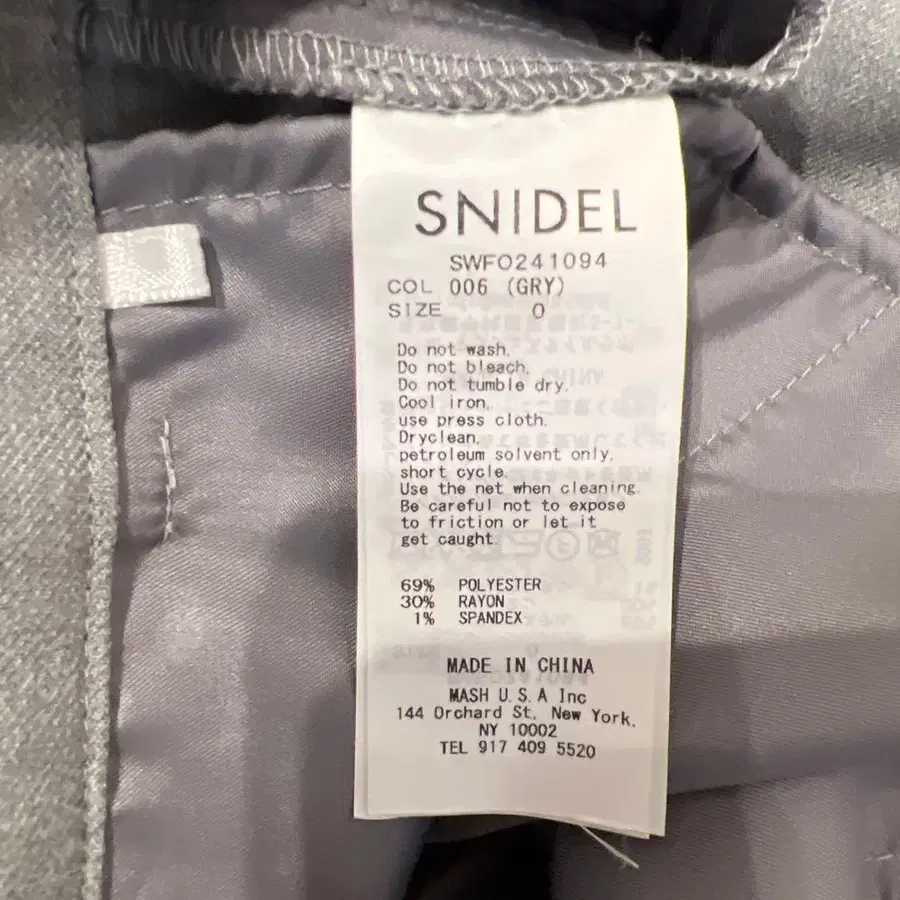 SNIDEL
SWFO241094
COL 006 (GRY)
SIZE 0
Do not wash.
Do not bleach.
Do not tumble dry.
Cool iron.
use press cloth.
Dryclean.
petroleum solvent only.
short cycle.
Use the net when cleaning.
Be careful not to expose
to friction or let it
get caught.
69% POLYESTER
30% RAYON
1% SPANDEX
MADE IN CHINA
MASH U.S.A Inc
144 Orchard St, New York,
NY 10002
TEL 917 409 5520